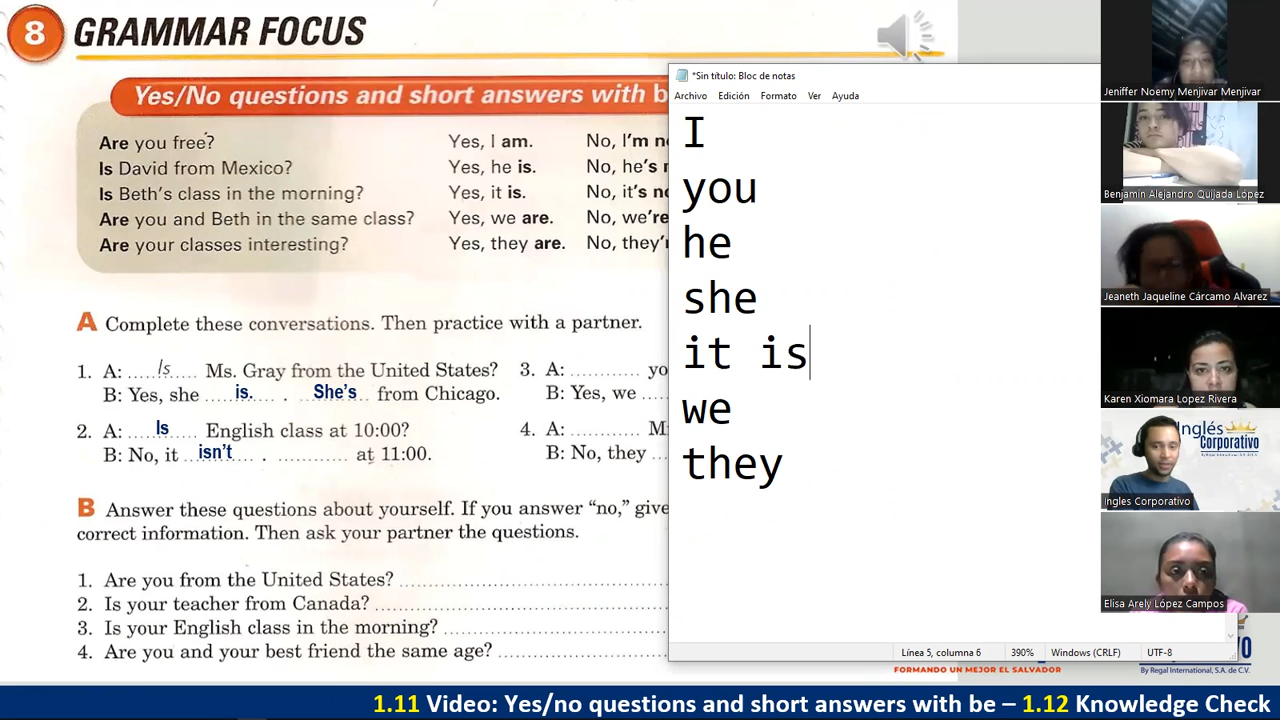 8 GRAMMAR FOCUS
Yes/No questions and short answers with b
Are you free? Yes, I am. No, I'm n
Is David from Mexico? Yes, he is. No, he's n
Is Beth's class in the morning? Yes, it is. No, it's no
Are you and Beth in the same class? Yes, we are. No, we're
Are your classes interesting? Yes, they are. No, they'r
A Complete these conversations. Then practice with a partner.
1. A: Is Ms. Gray from the United States?
B: Yes, she is. . She's from Chicago.
2. A: Is English class at 10:00?
B: No, it isn't . at 11:00.
3. A: yo
B: Yes, we
4. A: M
B: No, they
B Answer these questions about yourself. If you answer “no,” give
correct information. Then ask your partner the questions.
1. Are you from the United States?
2. Is your teacher from Canada?
3. Is your English class in the morning?
4. Are you and your best friend the same age?
*Sin título: Bloc de notas
Archivo Edición Formato Ver Ayuda
I
you
he
she
it is
we
they
Línea 5, columna 6 390% Windows (CRLF) UTF-8
Jeniffer Noemy Menjivar Menjivar
Benjamin Alejandro Quijada López
Jeaneth Jaqueline Cárcamo Alvarez
Karen Xiomara Lopez Rivera
Inglés
Corporativo
By Regal International, S.A. de C.V.
Ingles Corporativo
Elisa Arely López Campos
FORMANDO UN MEJOR EL SALVADOR
By Regal International, S.A. de C.V.
1.11 Video: Yes/no questions and short answers with be – 1.12 Knowledge Check